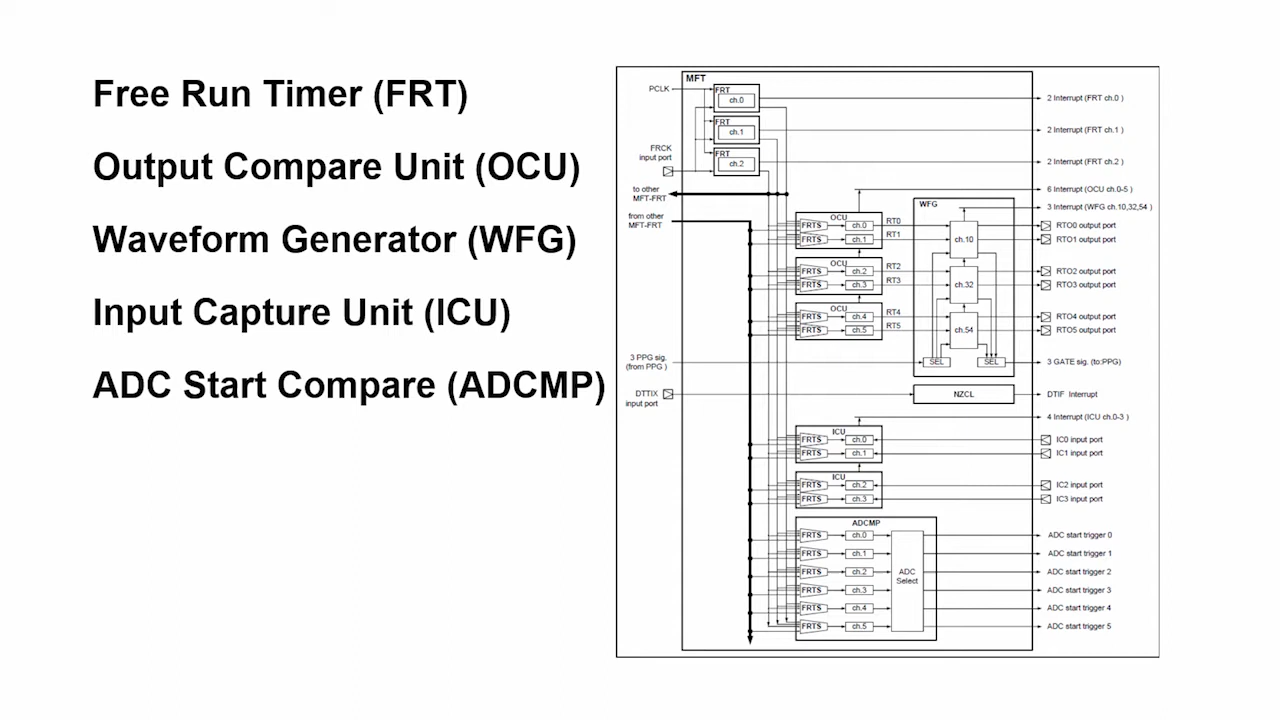 Free Run Timer (FRT)
Output Compare Unit (OCU)
Waveform Generator (WFG)
Input Capture Unit (ICU)
ADC Start Compare (ADCMP)
MFT
PCLK
FRT
ch.0
2 Interrupt (FRT ch.0 )
FRT
ch.1
2 Interrupt (FRT ch.1 )
FRCK
input port
FRT
ch.2
2 Interrupt (FRT ch.2 )
to other
MFT-FRT
6 Interrupt (OCU ch.0-5 )
from other
MFT-FRT
WFG
3 Interrupt (WFG ch.10,32,54 )
OCU
FRTS ch.0 RT0
RTO0 output port
FRTS ch.1 RT1
ch.10
RTO1 output port
OCU
FRTS ch.2 RT2
RTO2 output port
FRTS ch.3 RT3
ch.32
RTO3 output port
OCU
FRTS ch.4 RT4
RTO4 output port
FRTS ch.5 RT5
ch.54
RTO5 output port
3 PPG sig.
(from PPG )
SEL
SEL
3 GATE sig. (to:PPG)
DTTIX
input port
NZCL
DTIF Interrupt
4 Interrupt (ICU ch.0-3 )
ICU
FRTS ch.0
IC0 input port
FRTS ch.1
IC1 input port
ICU
FRTS ch.2
IC2 input port
FRTS ch.3
IC3 input port
ADCMP
FRTS ch.0
ADC start trigger 0
FRTS ch.1
ADC start trigger 1
FRTS ch.2
ADC
Select
ADC start trigger 2
FRTS ch.3
ADC start trigger 3
FRTS ch.4
ADC start trigger 4
FRTS ch.5
ADC start trigger 5